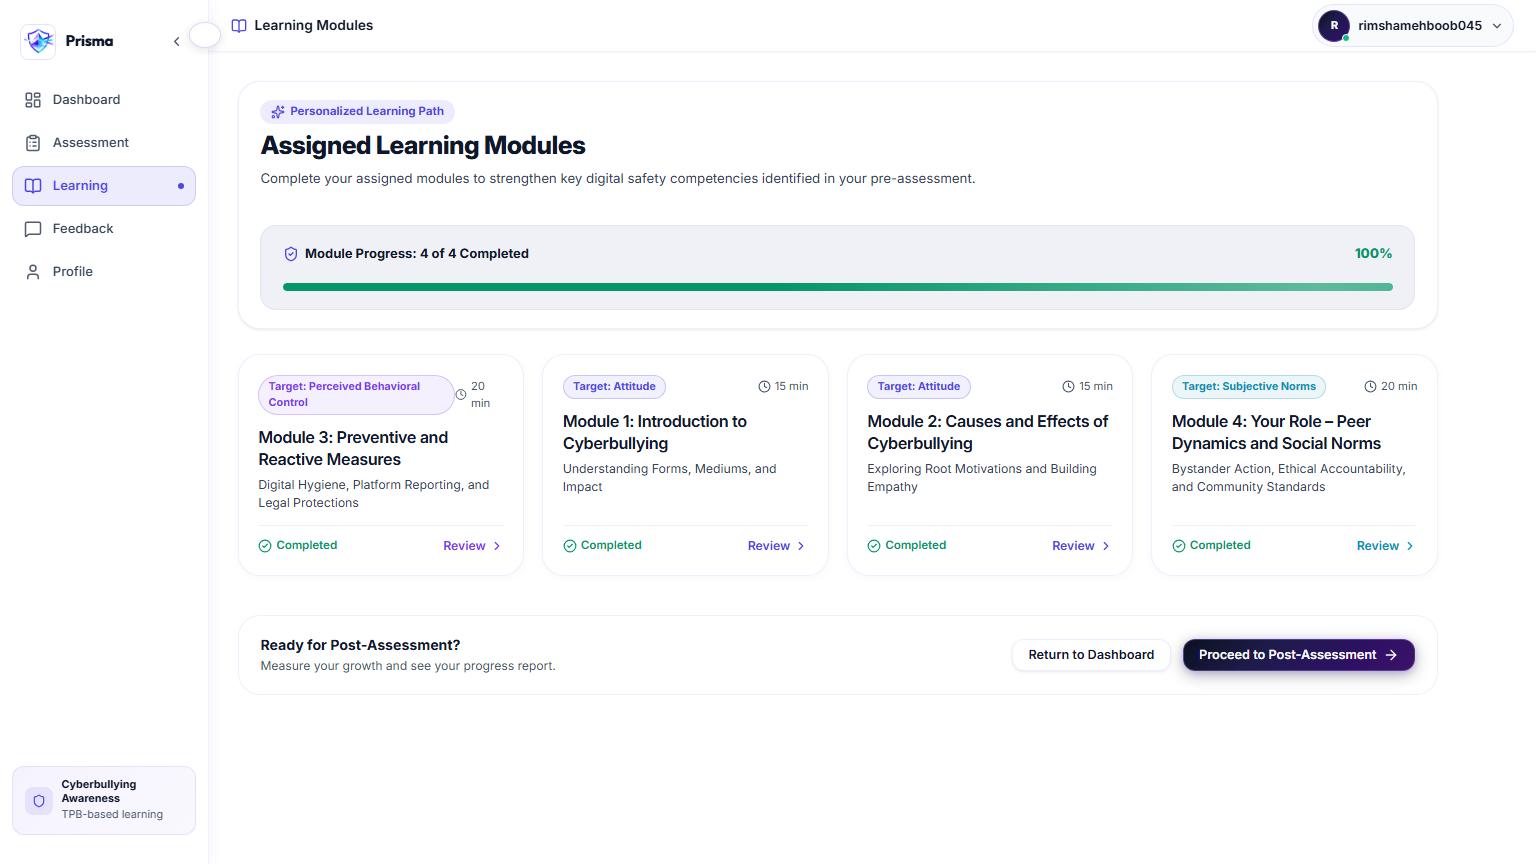 Prisma
Dashboard
Assessment
Learning
Feedback
Profile
Cyberbullying
Awareness
TPB-based learning
Learning Modules
R
rimshamehboob045
Personalized Learning Path
Assigned Learning Modules
Complete your assigned modules to strengthen key digital safety competencies identified in your pre-assessment.
Module Progress: 4 of 4 Completed
100%
Target: Perceived Behavioral
Control
20
min
Module 3: Preventive and
Reactive Measures
Digital Hygiene, Platform Reporting, and
Legal Protections
Completed
Review
Target: Attitude
15 min
Module 1: Introduction to
Cyberbullying
Understanding Forms, Mediums, and
Impact
Completed
Review
Target: Attitude
15 min
Module 2: Causes and Effects of
Cyberbullying
Exploring Root Motivations and Building
Empathy
Completed
Review
Target: Subjective Norms
20 min
Module 4: Your Role – Peer
Dynamics and Social Norms
Bystander Action, Ethical Accountability,
and Community Standards
Completed
Review
Ready for Post-Assessment?
Measure your growth and see your progress report.
Return to Dashboard
Proceed to Post-Assessment